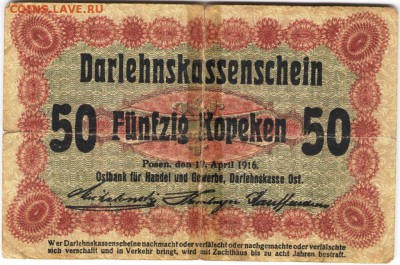 COINS.LAVE.RU
Darlehnskassenschein
50 Fünfzig Kopeken 50
Posen, den 17. April 1916.
Ostbank für Handel und Gewerbe, Darlehnskasse Ost.
Wer Darlehnskassenscheine nachmacht oder verfälscht oder nachgemachte oder verfälschte
sich verschafft und in Verkehr bringt, wird mit Zuchthaus bis zu acht Jahren bestraft.